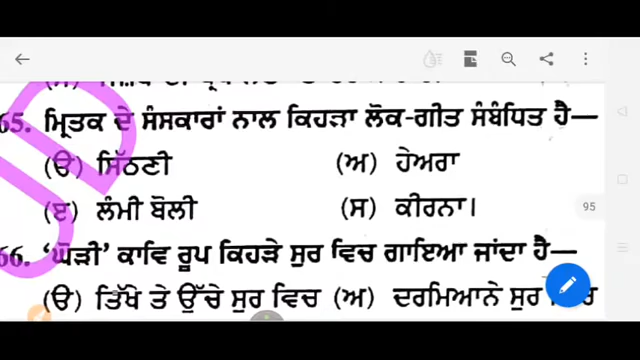 65. ਮ੍ਰਿਤਕ ਦੇ ਸੰਸਕਾਰਾਂ ਨਾਲ ਕਿਹੜਾ ਲੋਕ-ਗੀਤ ਸੰਬੰਧਿਤ ਹੈ—
(ੳ) ਸਿੱਠਣੀ (ਅ) ਹੇਅਰਾ
(ੲ) ਲੰਮੀ ਬੋਲੀ (ਸ) ਕੀਰਨਾ।
95
66. 'ਘੋੜੀ' ਕਾਵਿ ਰੂਪ ਕਿਹੜੇ ਸੁਰ ਵਿਚ ਗਾਇਆ ਜਾਂਦਾ ਹੈ—
(ੳ) ਤਿੱਖੇ ਤੇ ਉੱਚੇ ਸੁਰ ਵਿਚ (ਅ) ਦਰਮਿਆਨੇ ਸੁਰ